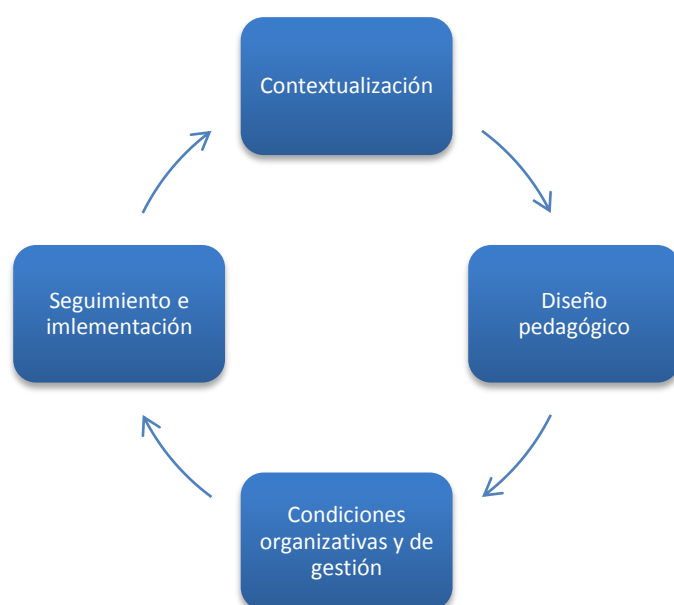 Contextualización
Diseño
pedagógico
Condiciones
organizativas y de
gestión
Seguimiento e
imlementación